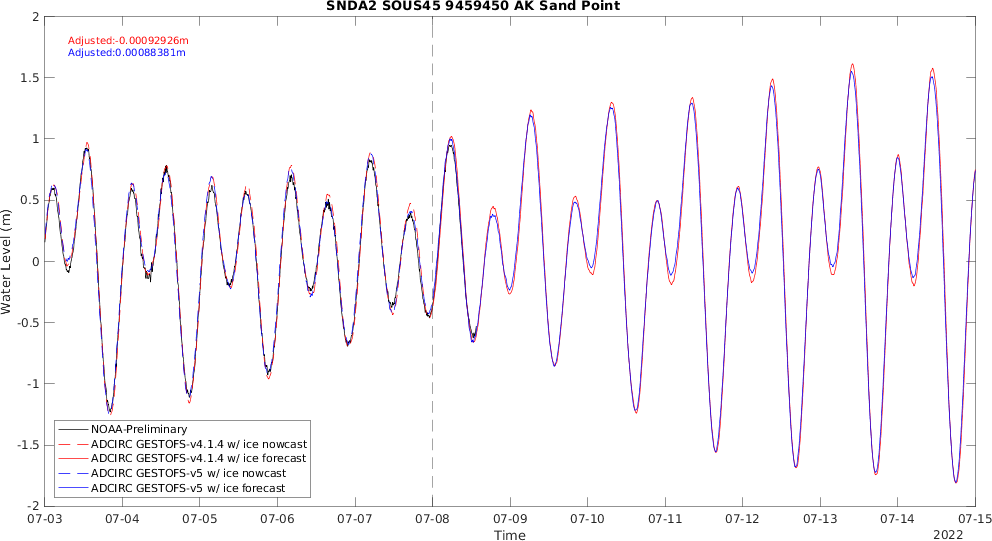 SNDA2 SOUS45 9459450 AK Sand Point
Adjusted:-0.00092926m
Adjusted:0.00088381m
Water Level (m)
2
1.5
1
0.5
0
-0.5
-1
-1.5
-2
NOAA-Preliminary
ADCIRC GESTOFS-v4.1.4 w/ ice nowcast
ADCIRC GESTOFS-v4.1.4 w/ ice forecast
ADCIRC GESTOFS-v5 w/ ice nowcast
ADCIRC GESTOFS-v5 w/ ice forecast
07-03 07-04 07-05 07-06 07-07 07-08 07-09 07-10 07-11 07-12 07-13 07-14 07-15
Time
2022